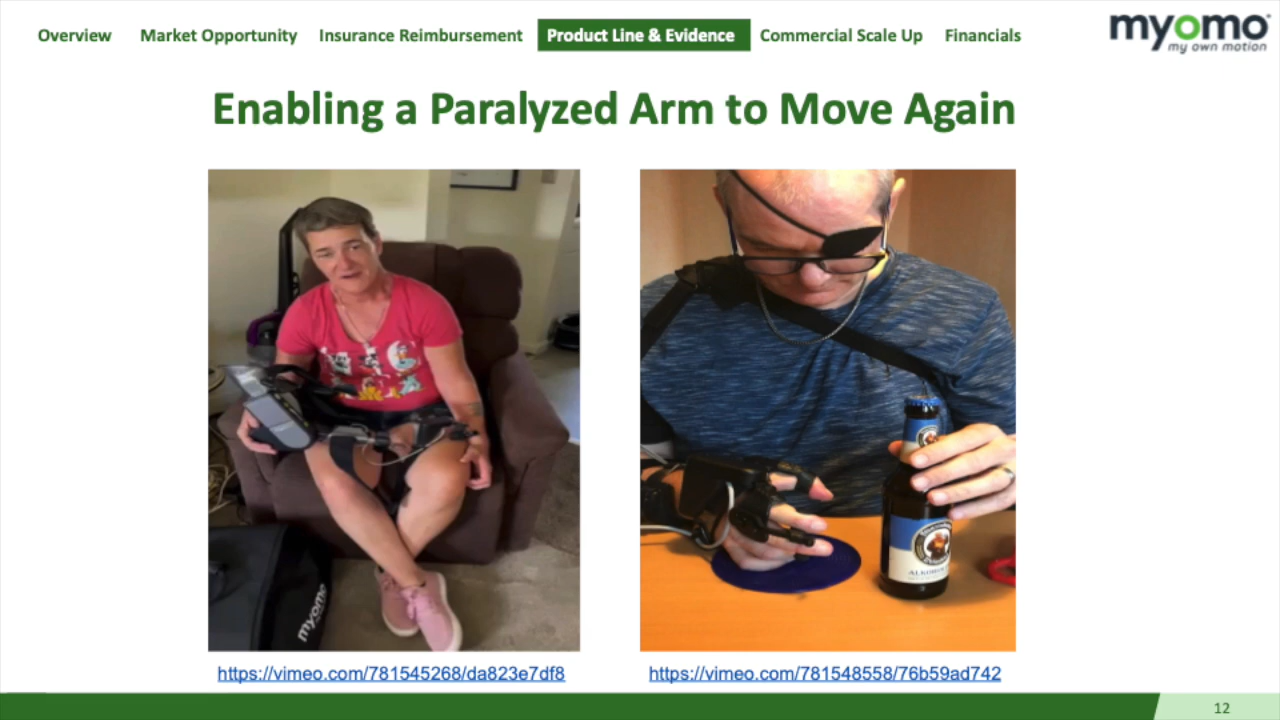 Overview Market Opportunity Insurance Reimbursement Product Line & Evidence Commercial Scale Up Financials
myomo
my own motion
Enabling a Paralyzed Arm to Move Again
myomo
https://vimeo.com/781545268/da823e7df8 https://vimeo.com/781548558/76b59ad742
12